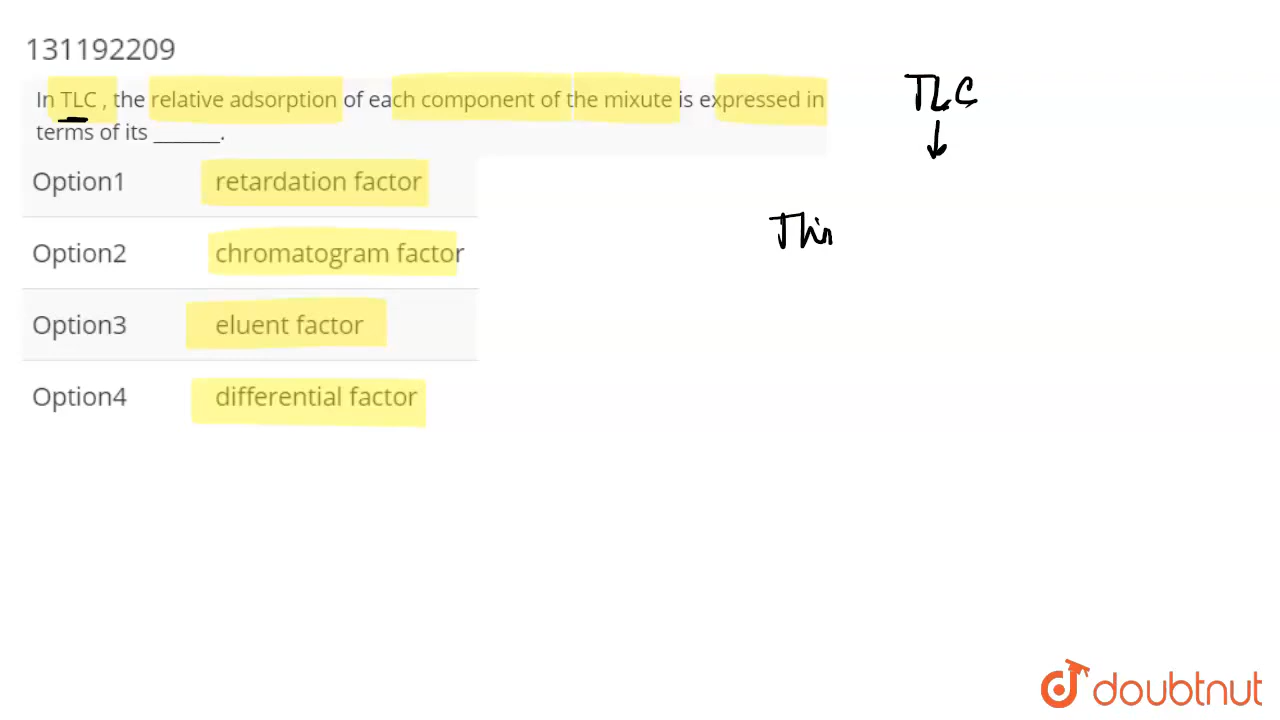 131192209
In TLC , the relative adsorption of each component of the mixute is expressed in
terms of its _______.
Option1 retardation factor
Option2 chromatogram factor
Option3 eluent factor
Option4 differential factor
TLC
Thin
doubtnut